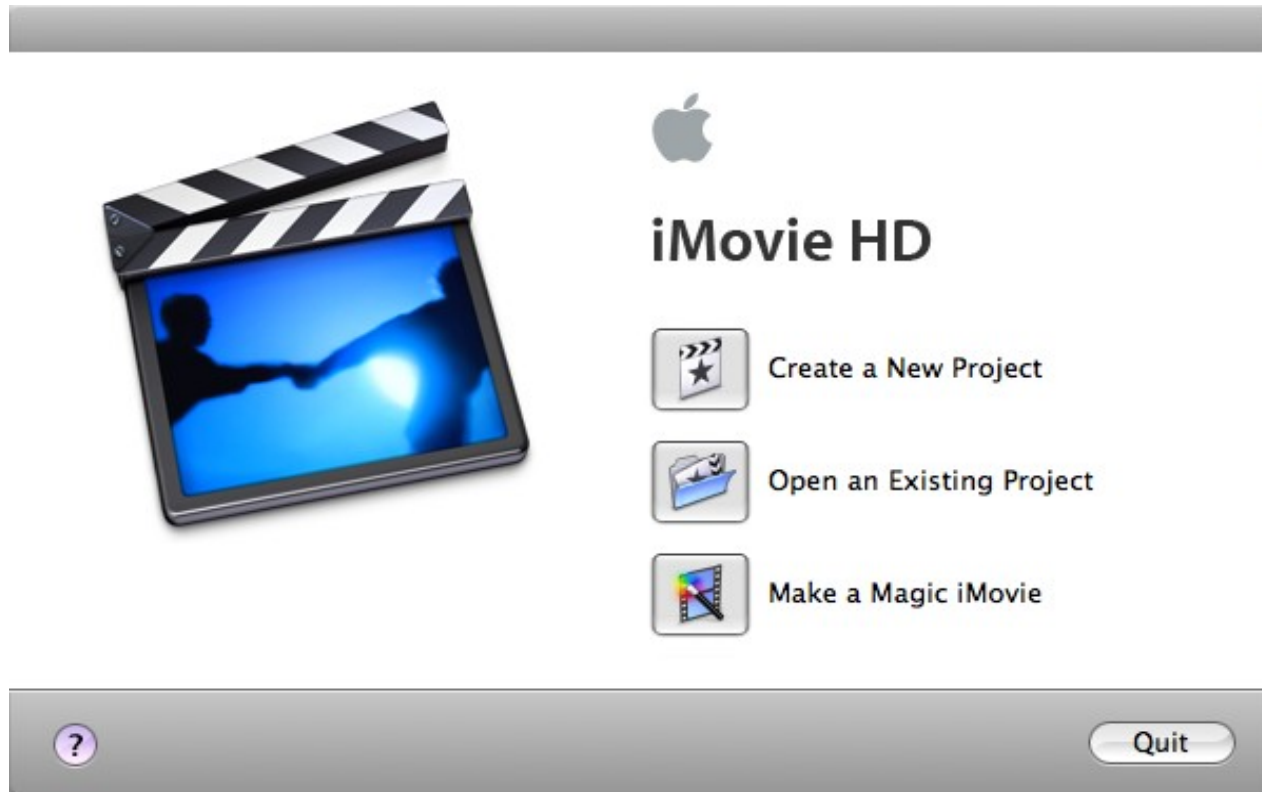 iMovie HD
Create a New Project
Open an Existing Project
Make a Magic iMovie
?
Quit